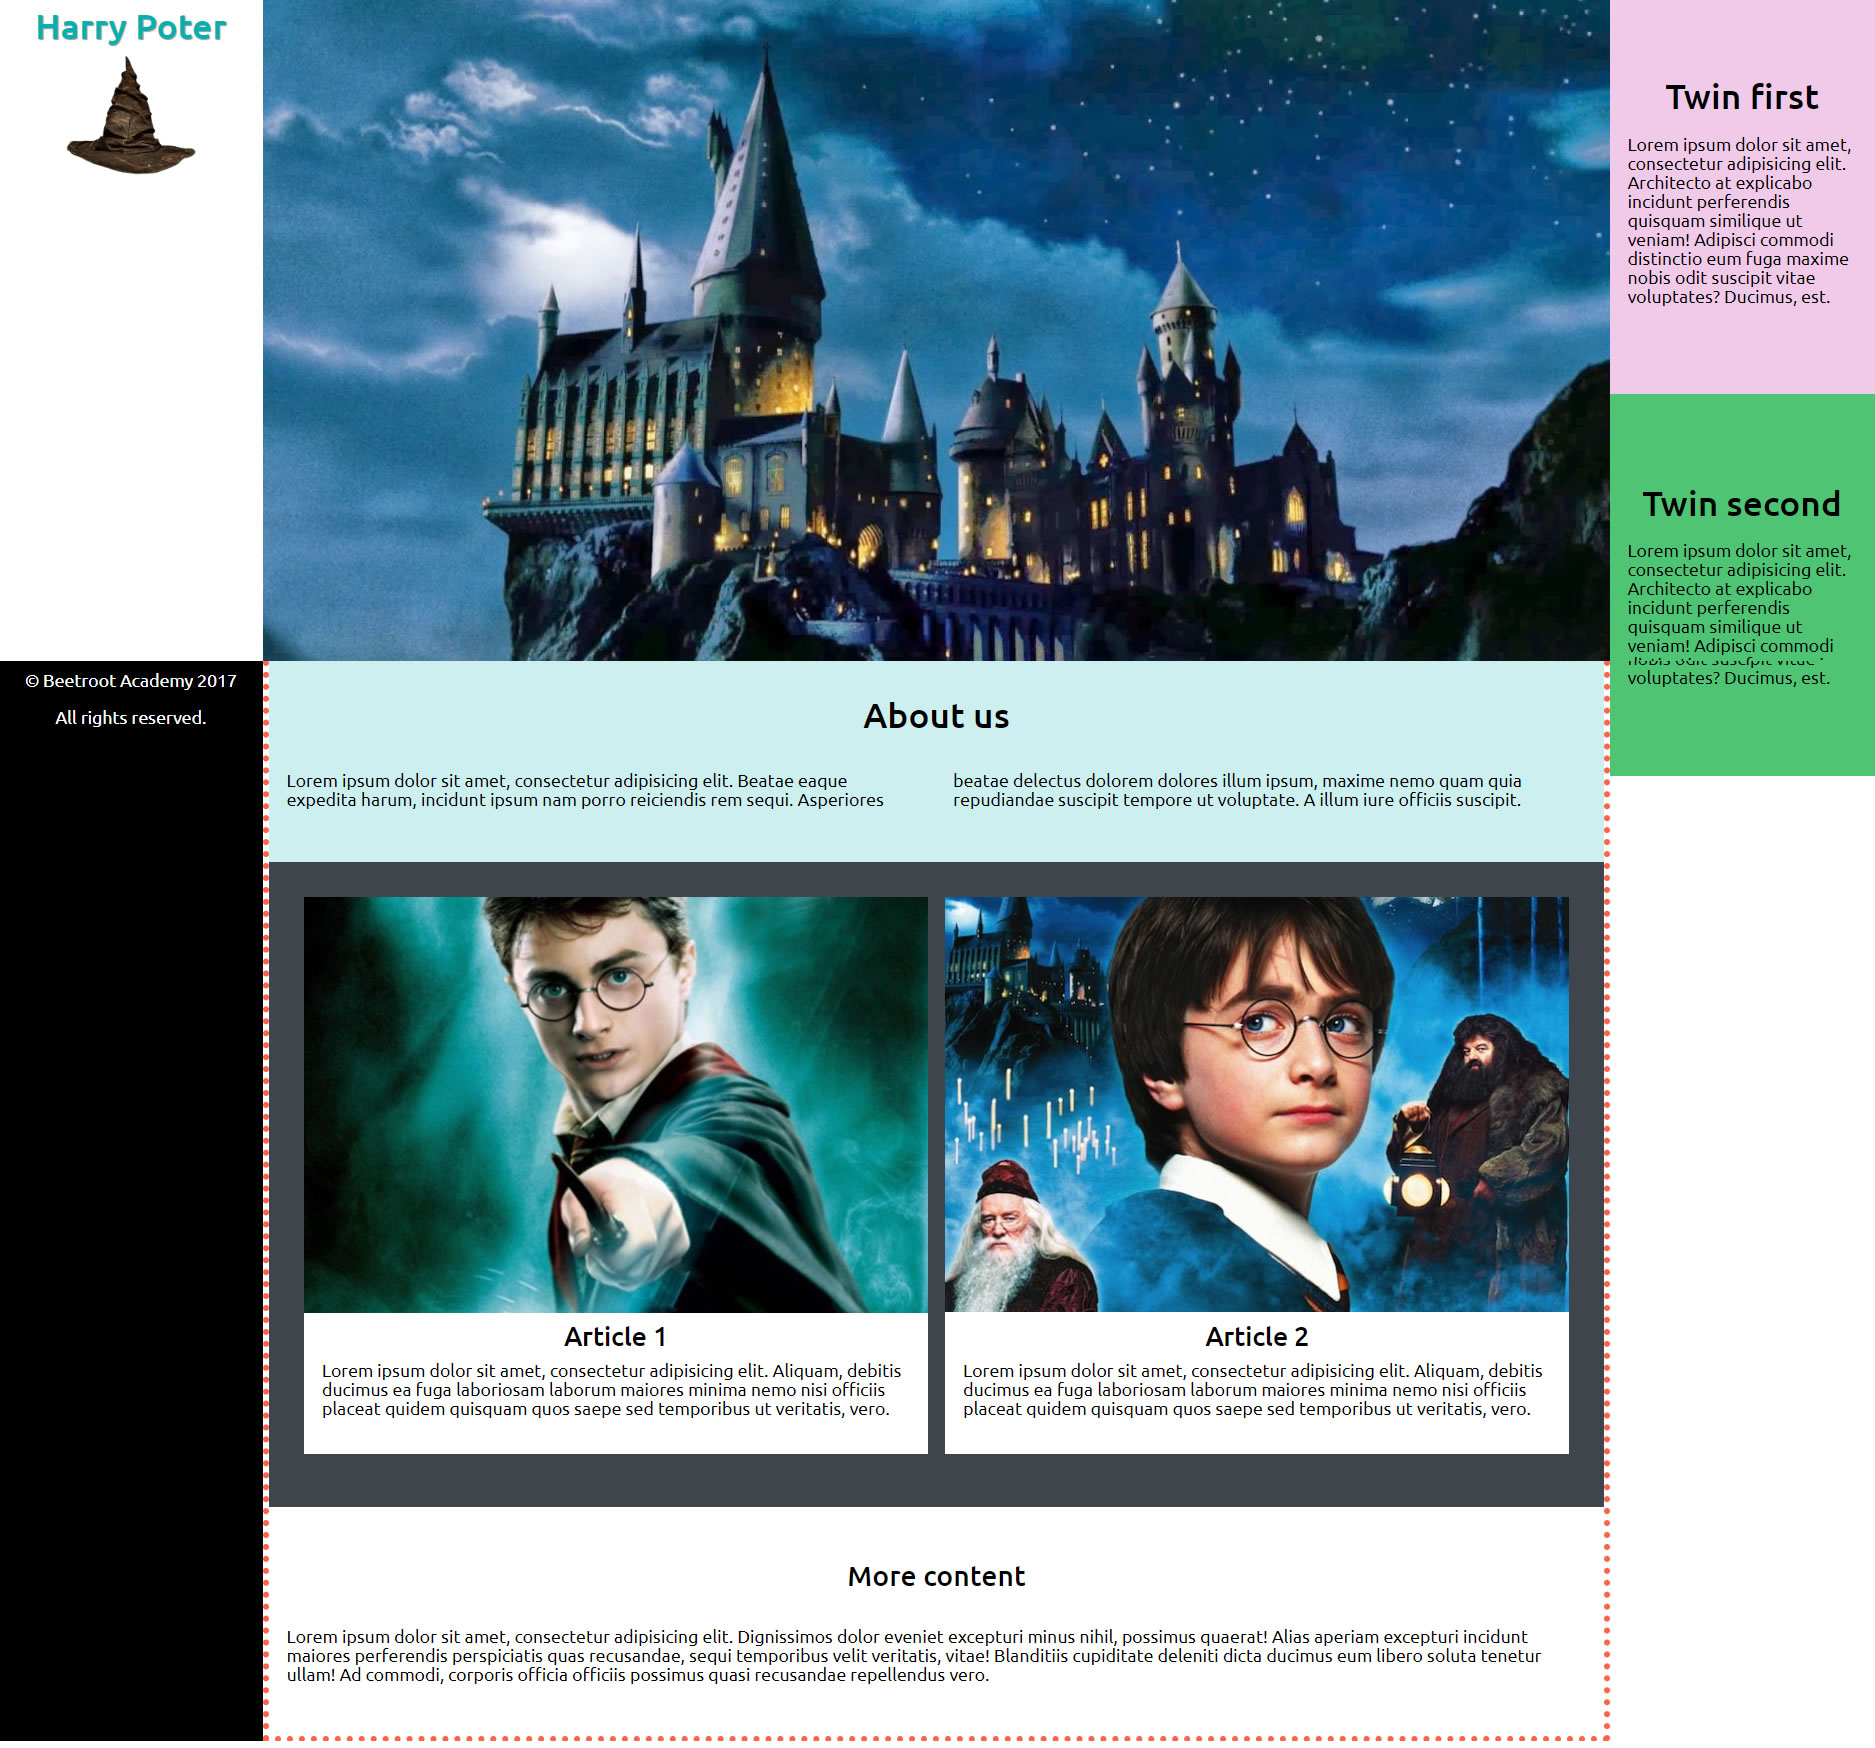 Harry Poter
Twin first
Lorem ipsum dolor sit amet,
consectetur adipisicing elit.
Architecto at explicabo
incidunt perferendis
quisquam similique ut
veniam! Adipisci commodi
distinctio eum fuga maxime
nobis odit suscipit vitae
voluptates? Ducimus, est.
Twin second
Lorem ipsum dolor sit amet,
consectetur adipisicing elit.
Architecto at explicabo
incidunt perferendis
quisquam similique ut
veniam! Adipisci commodi
voluptates? Ducimus, est.
© Beetroot Academy 2017
All rights reserved.
About us
Lorem ipsum dolor sit amet, consectetur adipisicing elit. Beatae eaque
expedita harum, incidunt ipsum nam porro reiciendis rem sequi. Asperiores
beatae delectus dolorem dolores illum ipsum, maxime nemo quam quia
repudiandae suscipit tempore ut voluptate. A illum iure officiis suscipit.
Article 1
Lorem ipsum dolor sit amet, consectetur adipisicing elit. Aliquam, debitis
ducimus ea fuga laboriosam laborum maiores minima nemo nisi officiis
placeat quidem quisquam quos saepe sed temporibus ut veritatis, vero.
Article 2
Lorem ipsum dolor sit amet, consectetur adipisicing elit. Aliquam, debitis
ducimus ea fuga laboriosam laborum maiores minima nemo nisi officiis
placeat quidem quisquam quos saepe sed temporibus ut veritatis, vero.
More content
Lorem ipsum dolor sit amet, consectetur adipisicing elit. Dignissimos dolor eveniet excepturi minus nihil, possimus quaerat! Alias aperiam excepturi incidunt
maiores perferendis perspiciatis quas recusandae, sequi temporibus velit veritatis, vitae! Blanditiis cupiditate deleniti dicta ducimus eum libero soluta tenetur
ullam! Ad commodi, corporis officia officiis possimus quasi recusandae repellendus vero.